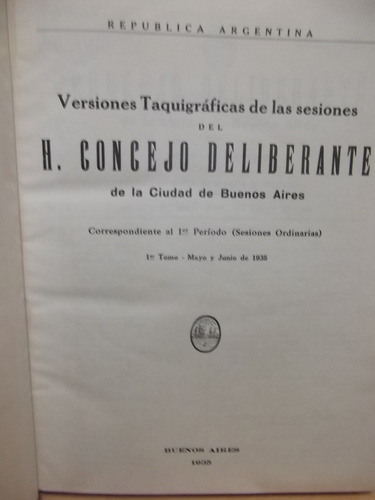 REPUBLICA ARGENTINA
Versiones Taquigráficas de las sesiones
DEL
H. CONCEJO DELIBERANTE
de la Ciudad de Buenos Aires
Correspondiente al 1er Período (Sesiones Ordinarias)
1er Tomo - Mayo y Junio de 1935
BUENOS AIRES
1935